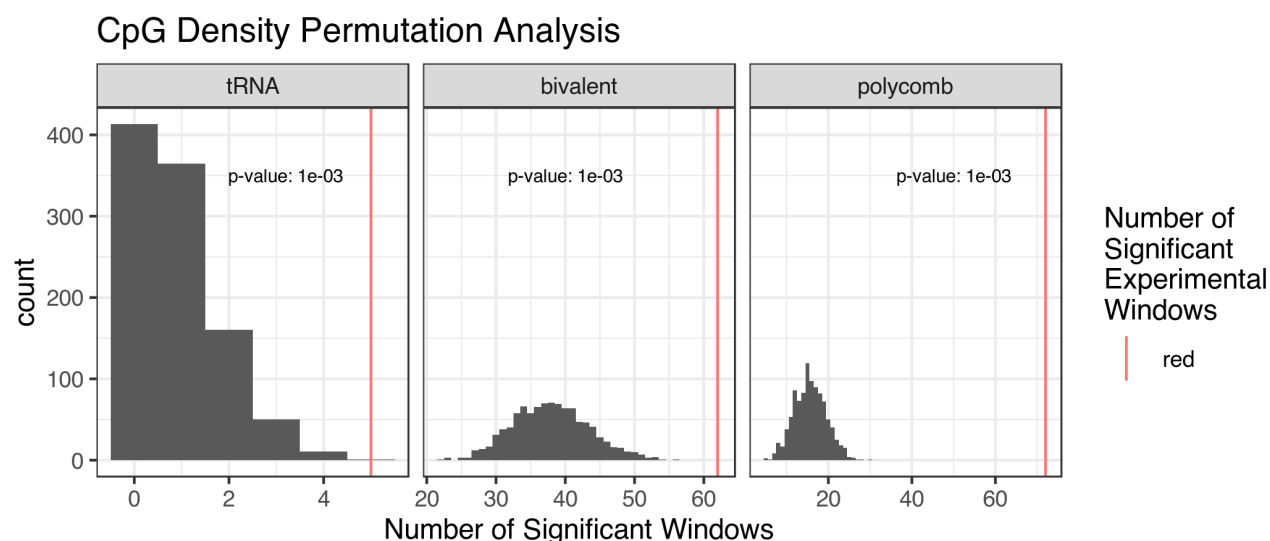 CpG Density Permutation Analysis
tRNA
bivalent
polycomb
400
300
200
100
0
count
p-value: 1e-03
p-value: 1e-03
p-value: 1e-03
0 2 4
20 30 40 50 60
20 40 60
Number of Significant Windows
Number of
Significant
Experimental
Windows
red